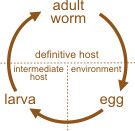 adult
worm
definitive host
intermediate environment
host
larva egg